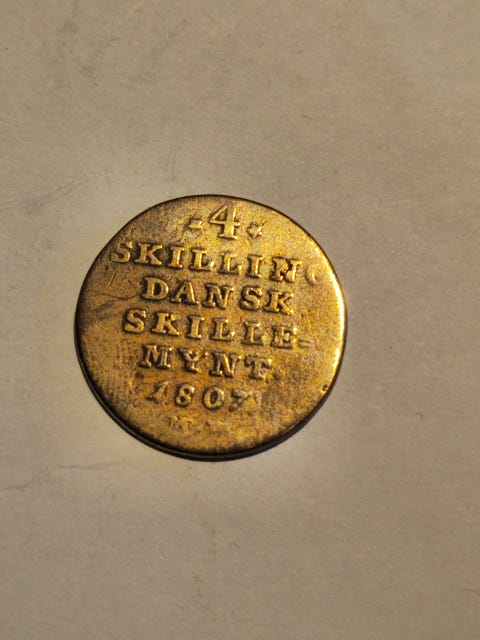 * 4 *
SKILLING
DANSK
SKILLE-
MYNT
1807